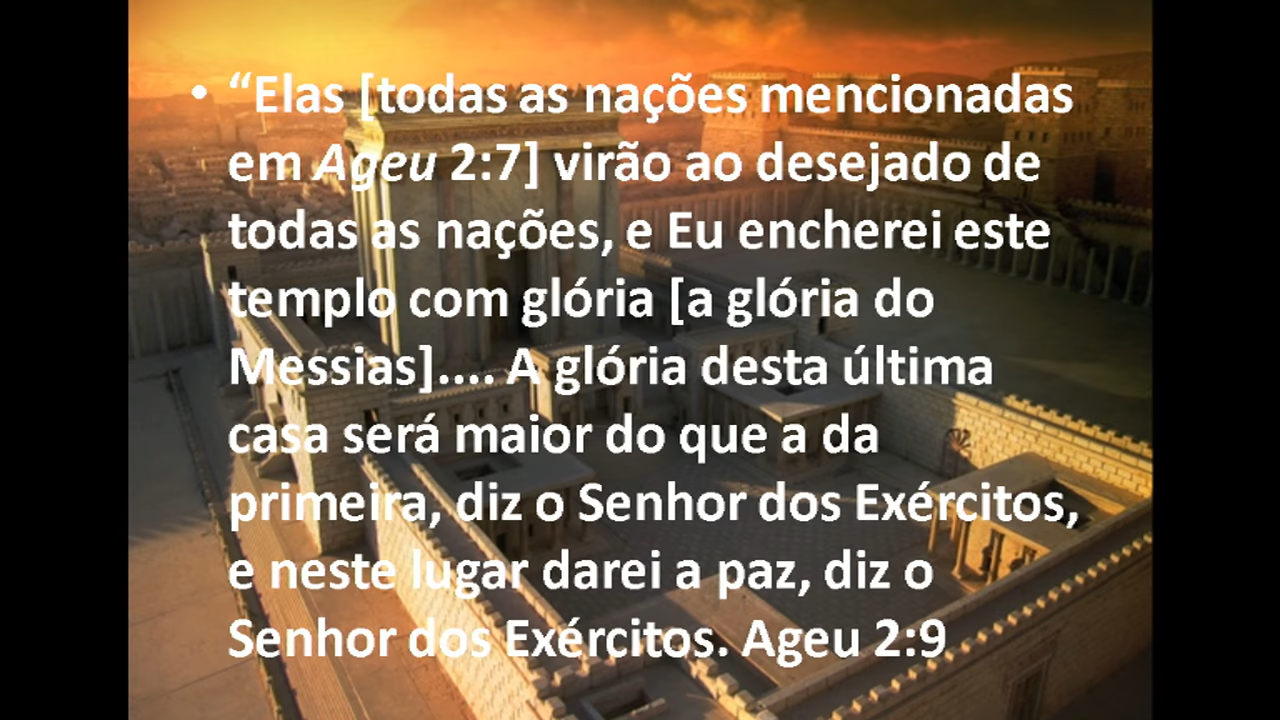 • “Elas [todas as nações mencionadas
em Ageu 2:7] virão ao desejado de
todas as nações, e Eu encherei este
templo com glória [a glória do
Messias].... A glória desta última
casa será maior do que a da
primeira, diz o Senhor dos Exércitos,
e neste lugar darei a paz, diz o
Senhor dos Exércitos. Ageu 2:9